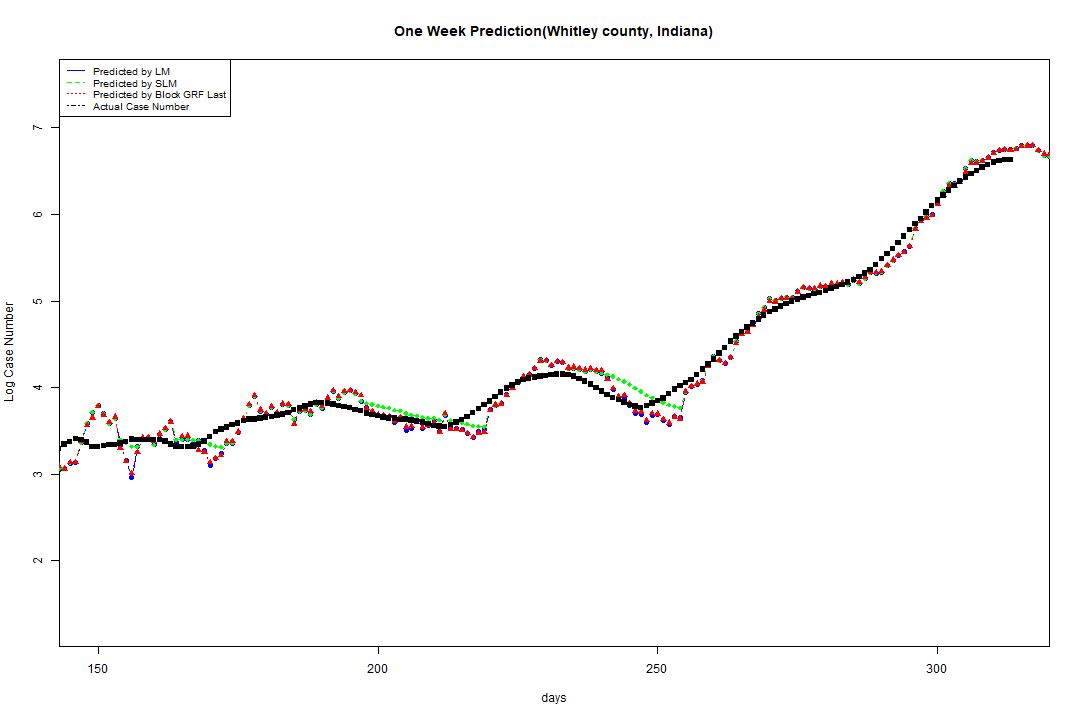 One Week Prediction(Whitley county, Indiana)
Predicted by LM
Predicted by SLM
Predicted by Block GRF Last
Actual Case Number
Log Case Number
7
6
5
4
3
2
150
200
250
300
days